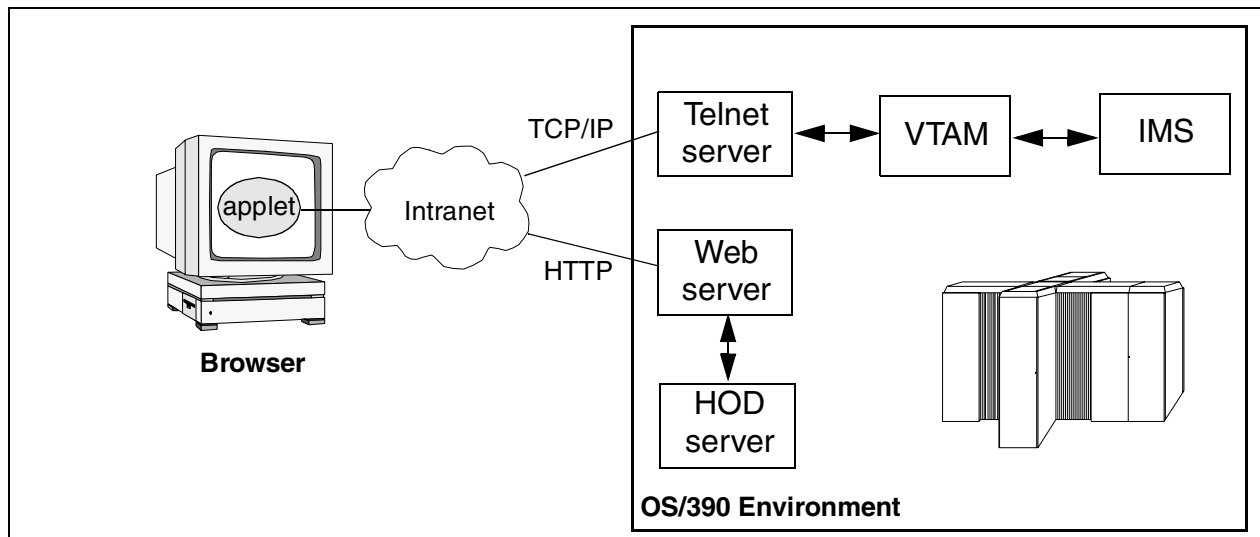 TCP/IP
Telnet
server
VTAM
IMS
applet
Intranet
HTTP
Web
server
Browser
HOD
server
OS/390 Environment